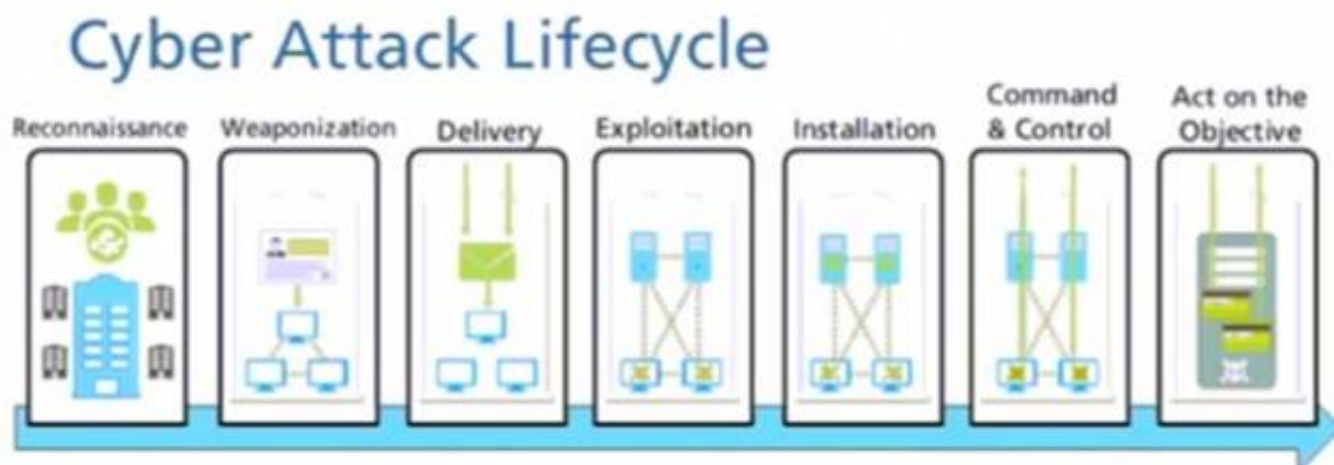 Cyber Attack Lifecycle
Reconnaissance
Weaponization
Delivery
Exploitation
Installation
Command
& Control
Act on the
Objective